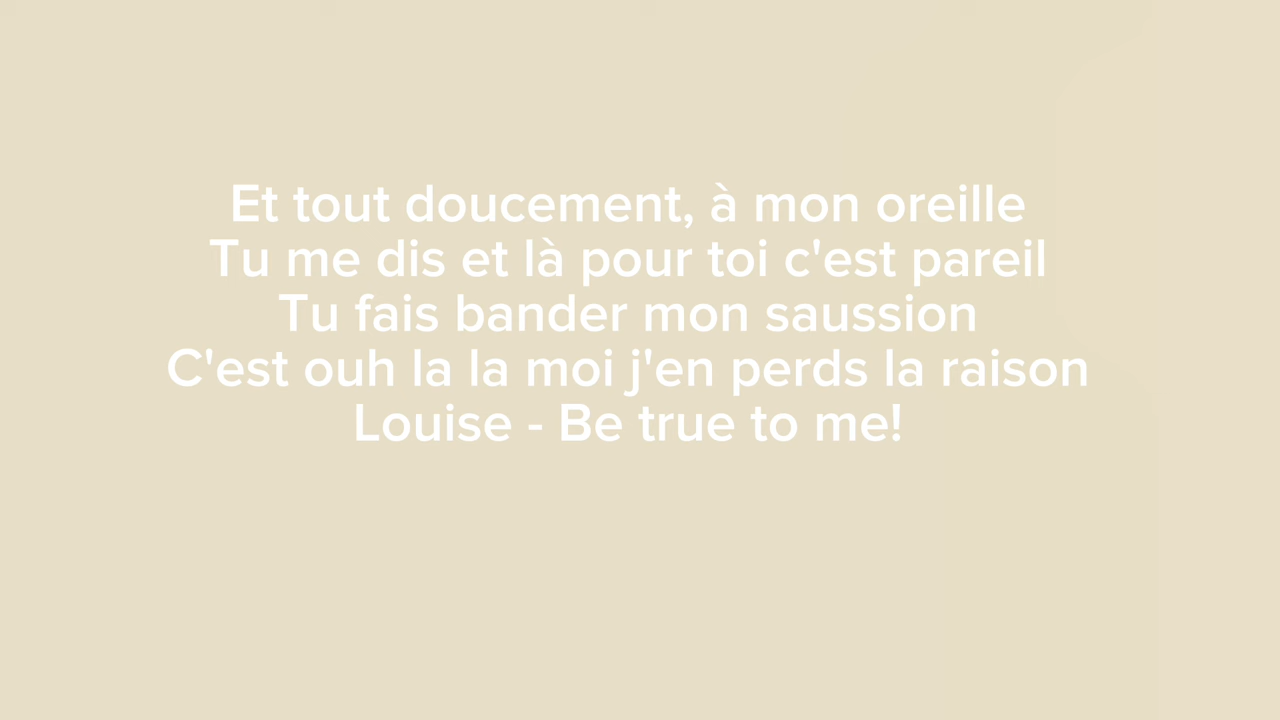 Et tout doucement, à mon oreille
Tu me dis et là pour toi c'est pareil
Tu fais bander mon saussion
C'est ouh la la moi j'en perds la raison
Louise - Be true to me!